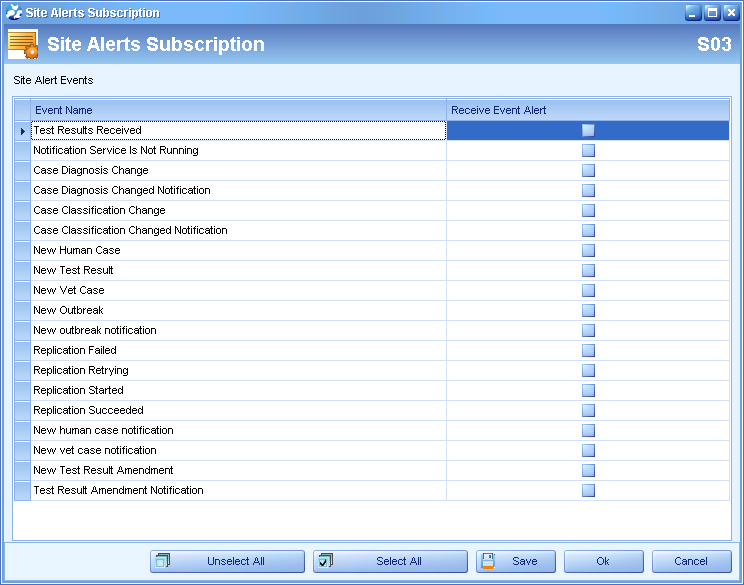 Site Alerts Subscription
Site Alerts Subscription S03
Site Alert Events
Event Name Receive Event Alert
Test Results Received
Notification Service Is Not Running
Case Diagnosis Change
Case Diagnosis Changed Notification
Case Classification Change
Case Classification Changed Notification
New Human Case
New Test Result
New Vet Case
New Outbreak
New outbreak notification
Replication Failed
Replication Retrying
Replication Started
Replication Succeeded
New human case notification
New vet case notification
New Test Result Amendment
Test Result Amendment Notification
Unselect All Select All Save Ok Cancel